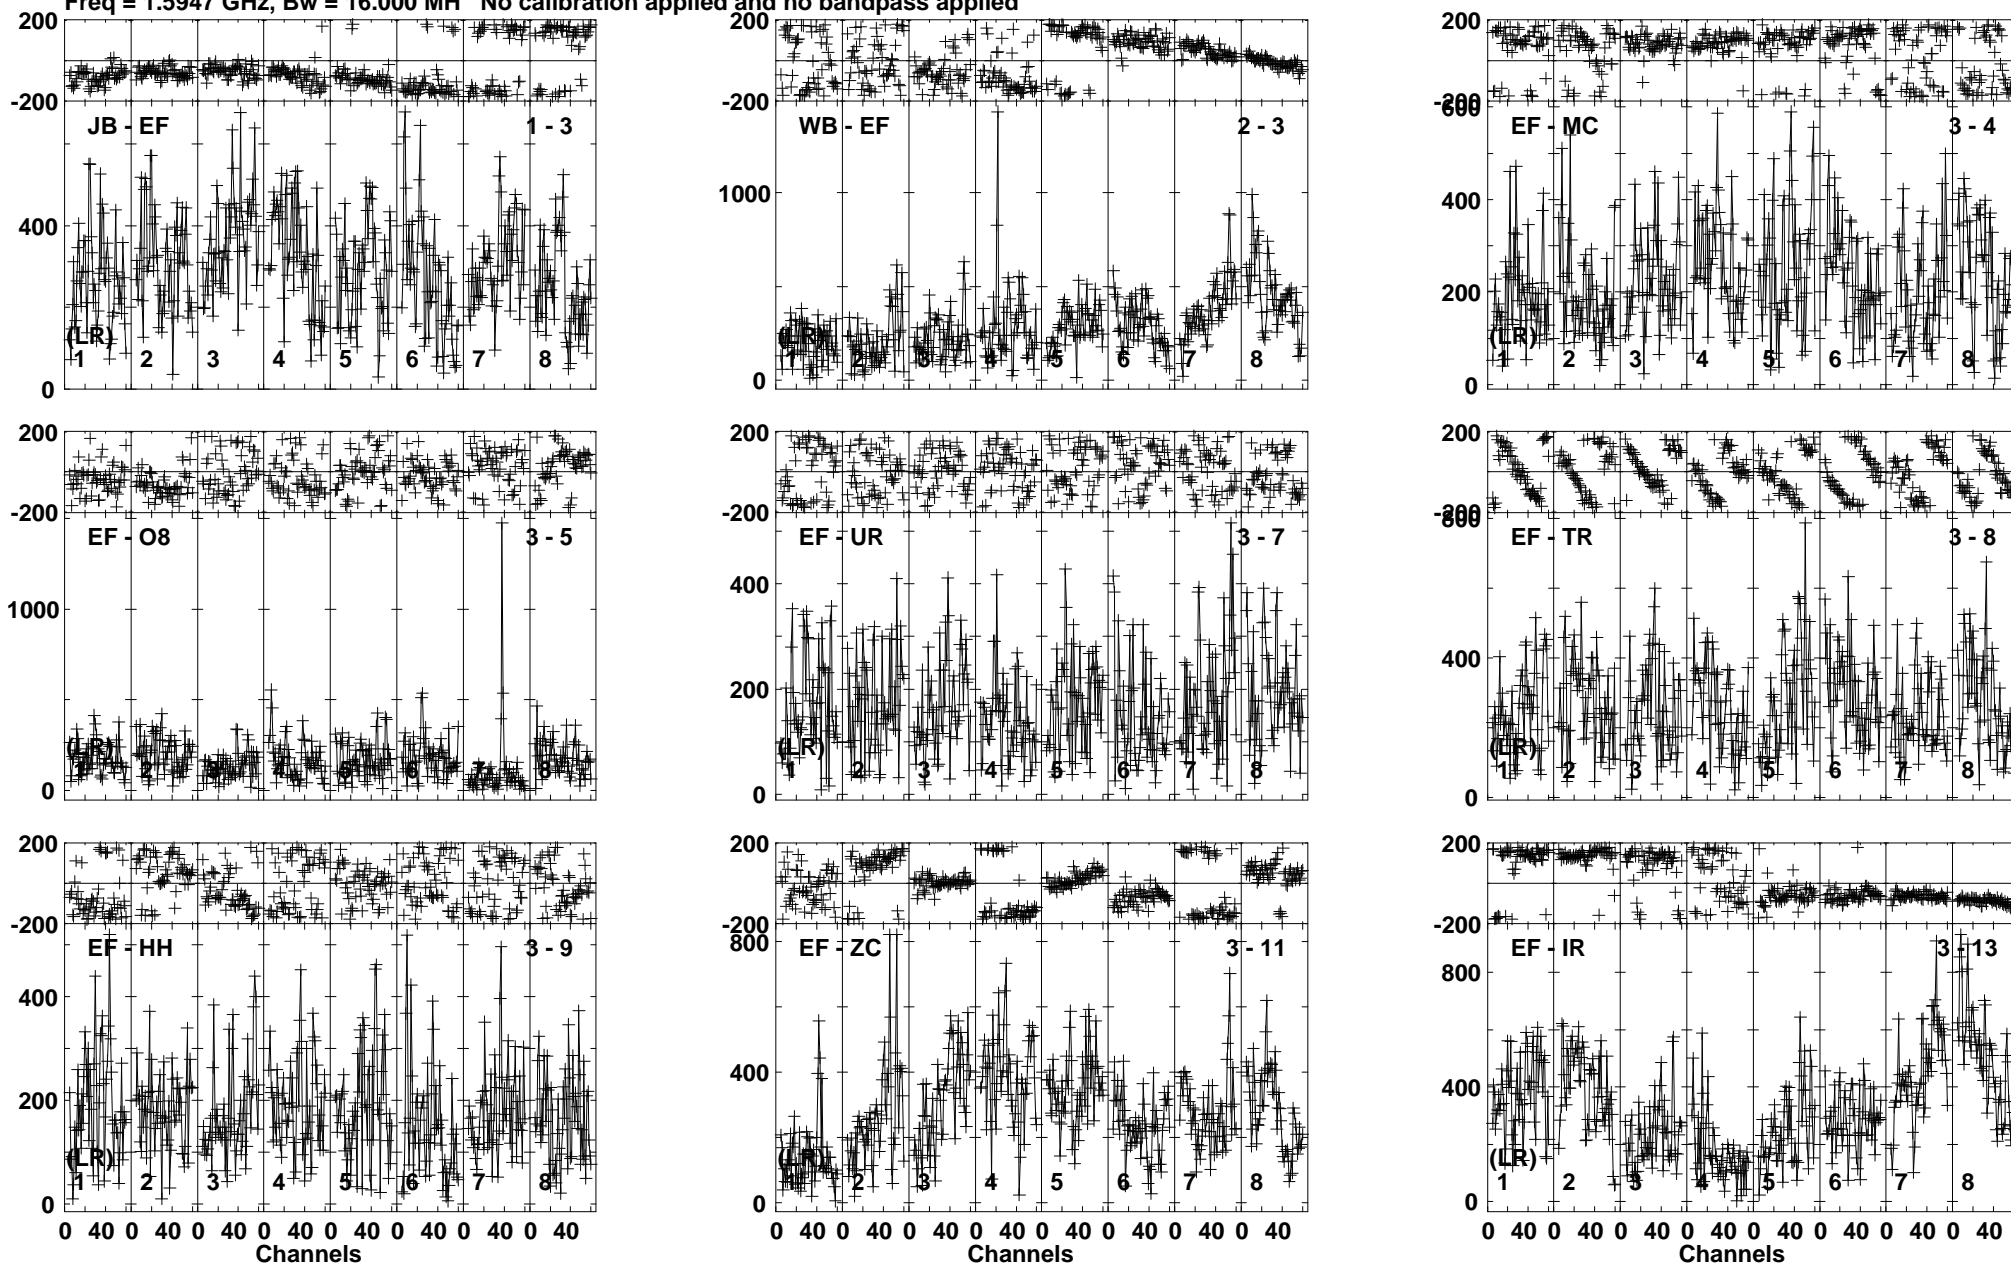 Freq = 1.5947 GHz, Bw = 16.000 MH No calibration applied and no bandpass applied
200
-200
JB - EF 1 - 3
400
(LR)
1 2 3 4 5 6 7 8
0
200
-200
WB - EF 2 - 3
1000
(LR)
1 2 3 4 5 6 7 8
0
200
-200
600
EF - MC 3 - 4
400
200
(LR)
1 2 3 4 5 6 7 8
0
200
-200
EF - O8 3 - 5
1000
(LR)
1 2 3 4 5 6 7 8
0
200
-200
EF - UR 3 - 7
400
200
(LR)
1 2 3 4 5 6 7 8
0
200
-200
800
EF - TR 3 - 8
400
(LR)
1 2 3 4 5 6 7 8
0
200
-200
EF - HH 3 - 9
400
200
(LR)
1 2 3 4 5 6 7 8
0
0 40 0 40 0 40 0 40 0 40 0 40 0 40 0 40
Channels
200
-200
800
EF - ZC 3 - 11
400
(LR)
1 2 3 4 5 6 7 8
0
0 40 0 40 0 40 0 40 0 40 0 40 0 40 0 40
Channels
200
-200
EF - IR 3 - 13
800
400
(LR)
1 2 3 4 5 6 7 8
0
0 40 0 40 0 40 0 40 0 40 0 40 0 40 0 40
Channels